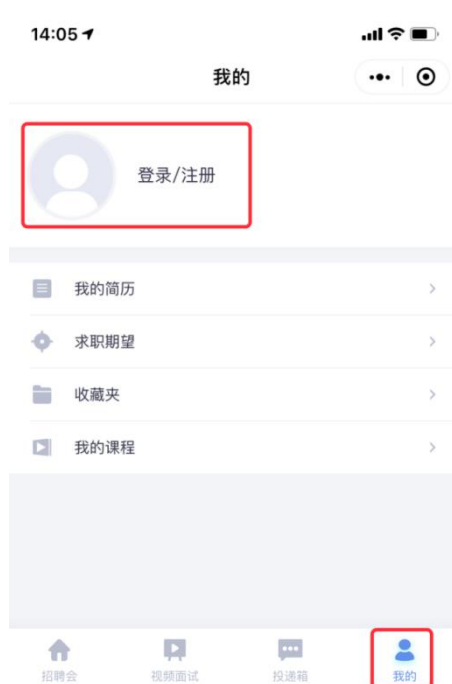 14:05
我的
登录/注册
我的简历
求职期望
收藏夹
我的课程
招聘会 视频面试 投递箱 我的